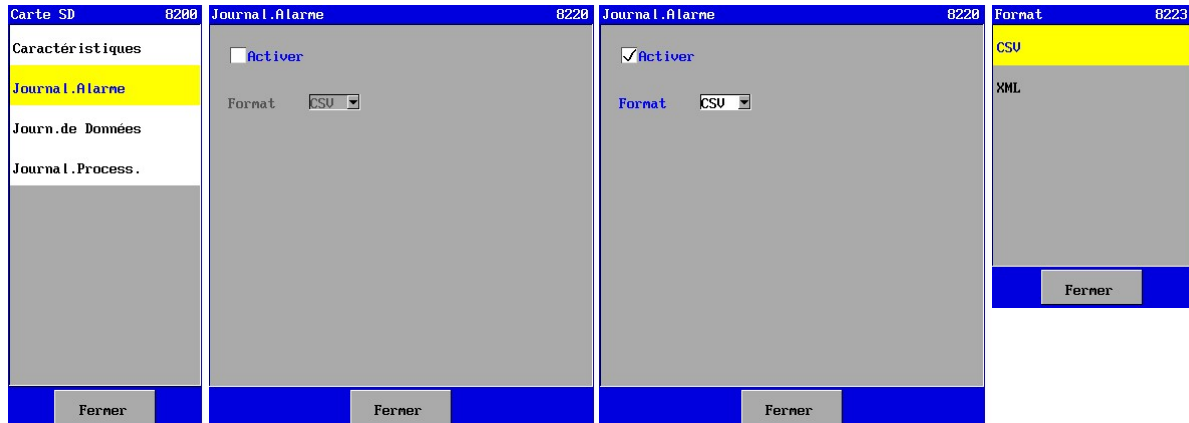 Carte SD 8200
Caractéristiques
Journal.Alarme
Journ.de Données
Journal.Process.
Fermer
Journal.Alarme 8220
Activer
Format CSV
Fermer
Journal.Alarme 8220
Activer
Format CSV
Fermer
Format 8223
CSV
XML
Fermer